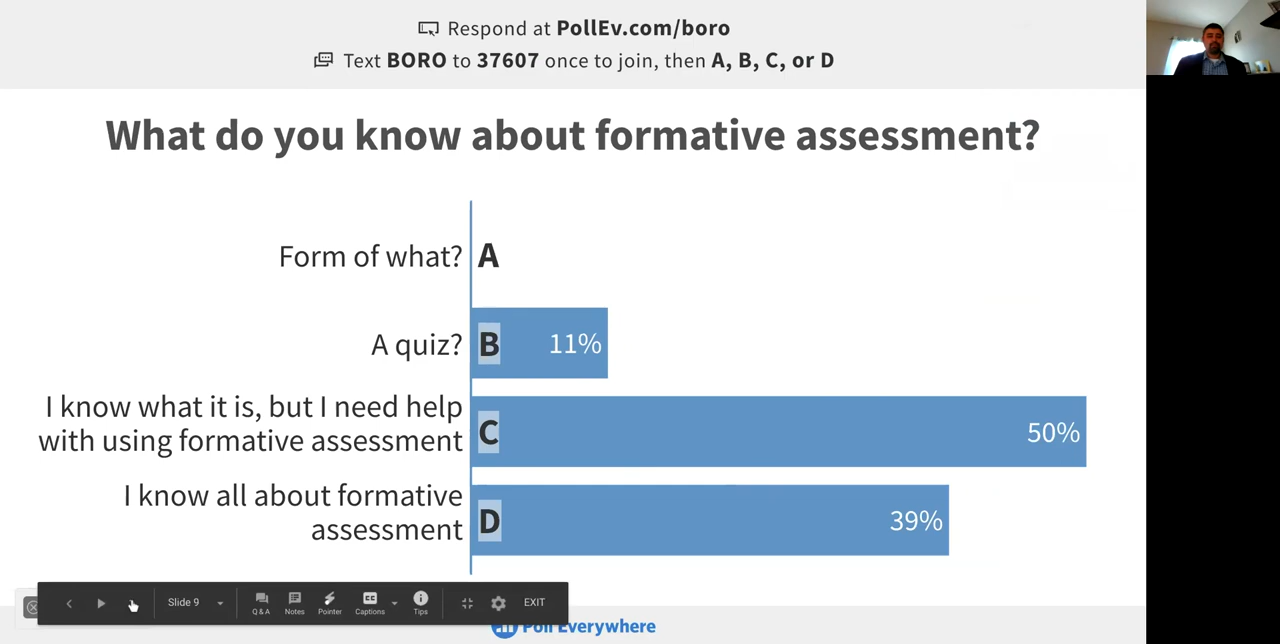 Respond at PollEv.com/boro
Text BORO to 37607 once to join, then A, B, C, or D
What do you know about formative assessment?
Form of what? A
A quiz? B 11%
I know what it is, but I need help
with using formative assessment C 50%
I know all about formative
assessment D 39%
Slide 9
Q & A
Notes
Pointer
Captions
Tips
EXIT
Poll Everywhere